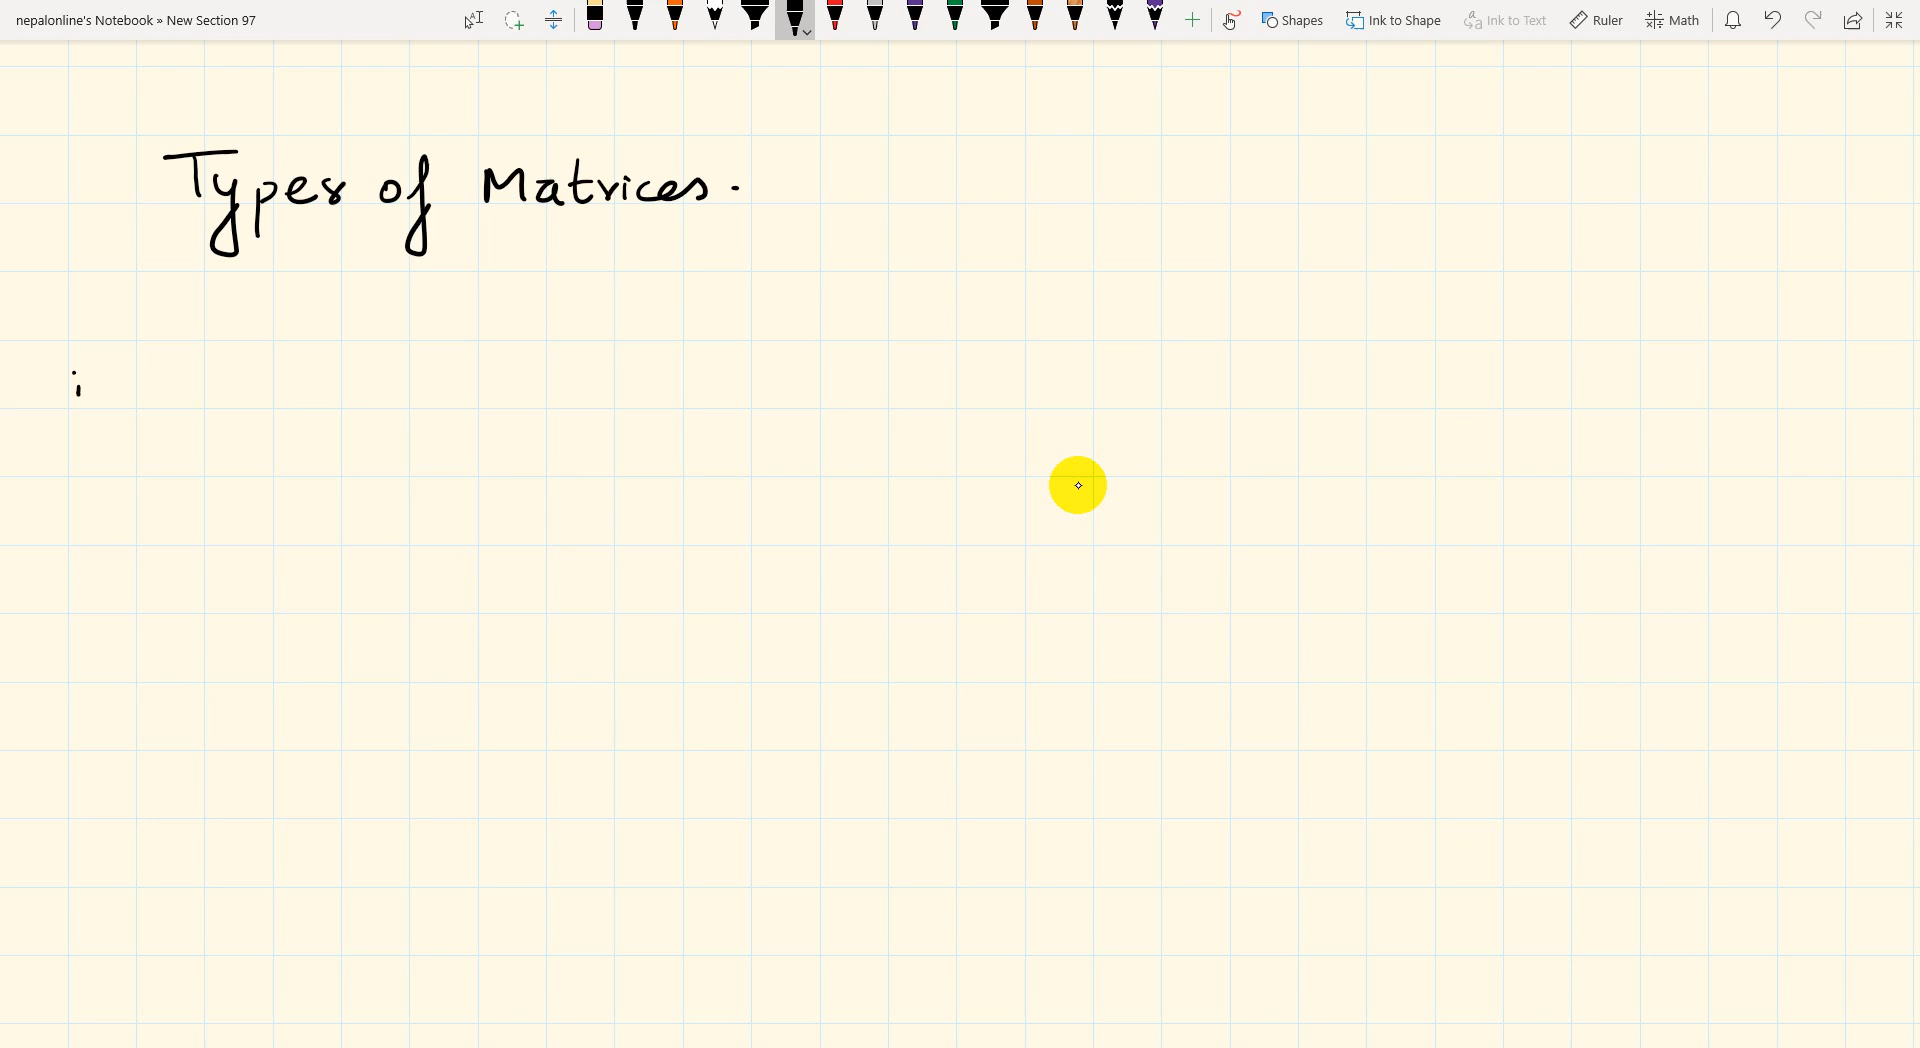 nepalonline's Notebook » New Section 97
Shapes
Ink to Shape
Ink to Text
Ruler
Math
Types of Matrices.
i